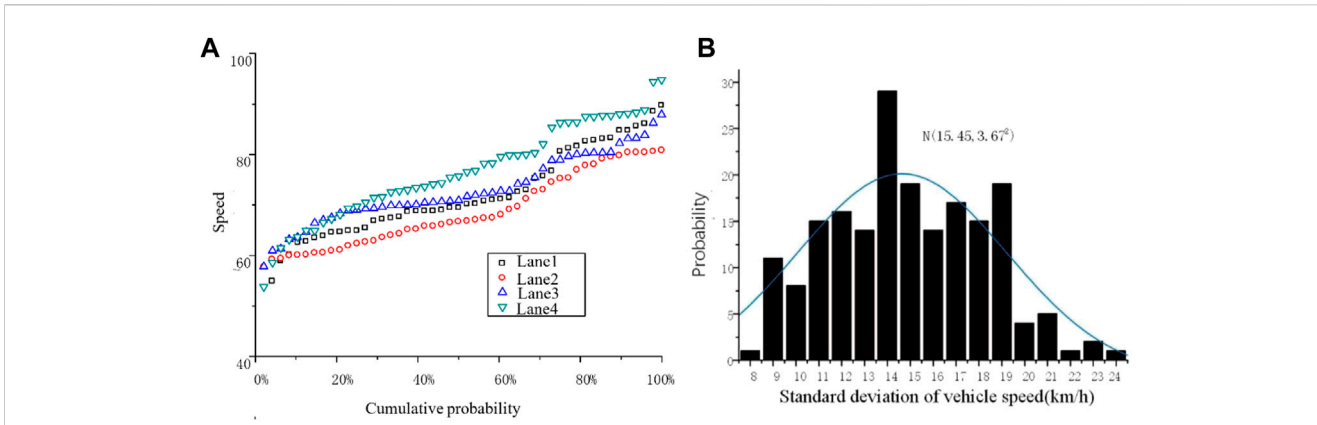 A
100
80
60
40
Speed
0%
20%
40%
60%
80%
100%
Cumulative probability
Lane1
Lane2
Lane3
Lane4
B
30
25
20
15
10
5
0
Probability
N(15.45, 3.67²)
8 9 10 11 12 13 14 15 16 17 18 19 20 21 22 23 24
Standard deviation of vehicle speed(km/h)